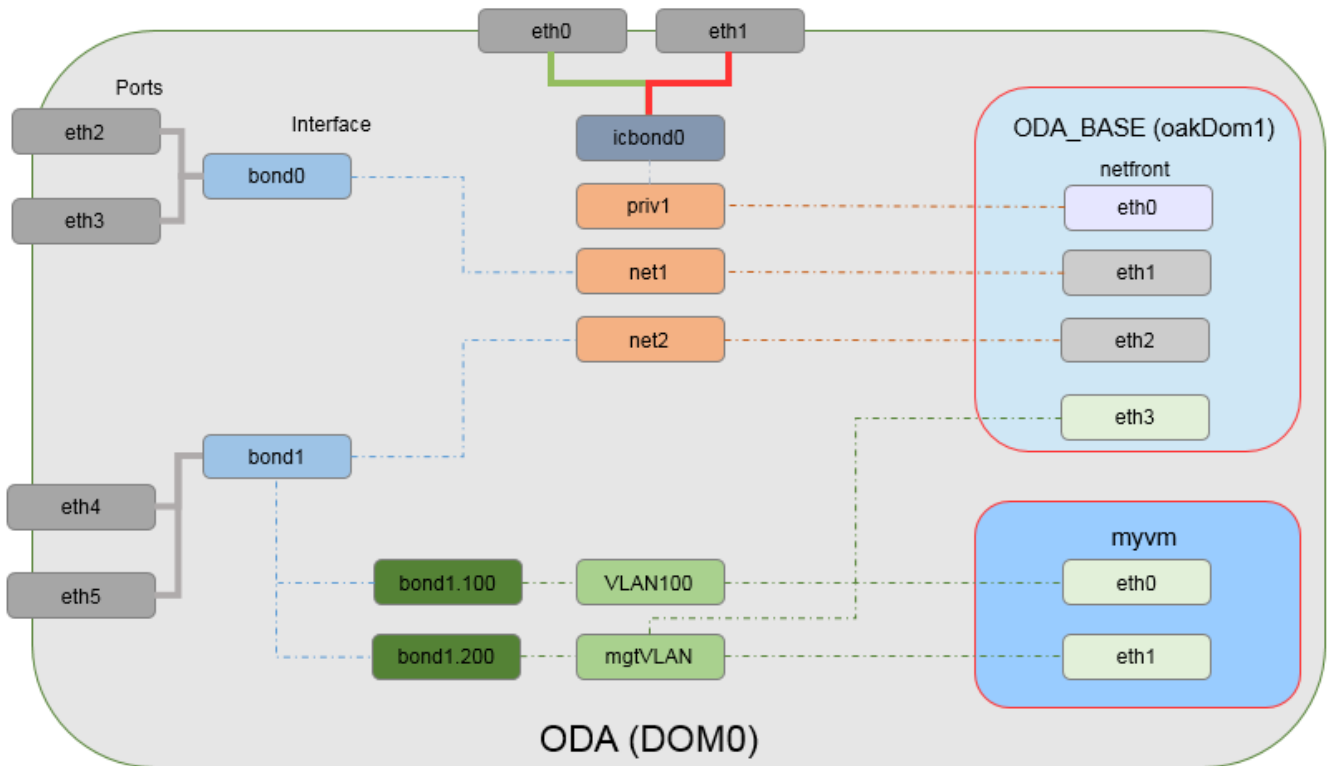 eth0
eth1
Ports
eth2
Interface
icbond0
ODA_BASE (oakDom1)
bond0
netfront
eth3
priv1
eth0
net1
eth1
net2
eth2
eth3
bond1
eth4
myvm
eth5
bond1.100
VLAN100
eth0
bond1.200
mgtVLAN
eth1
ODA (DOM0)